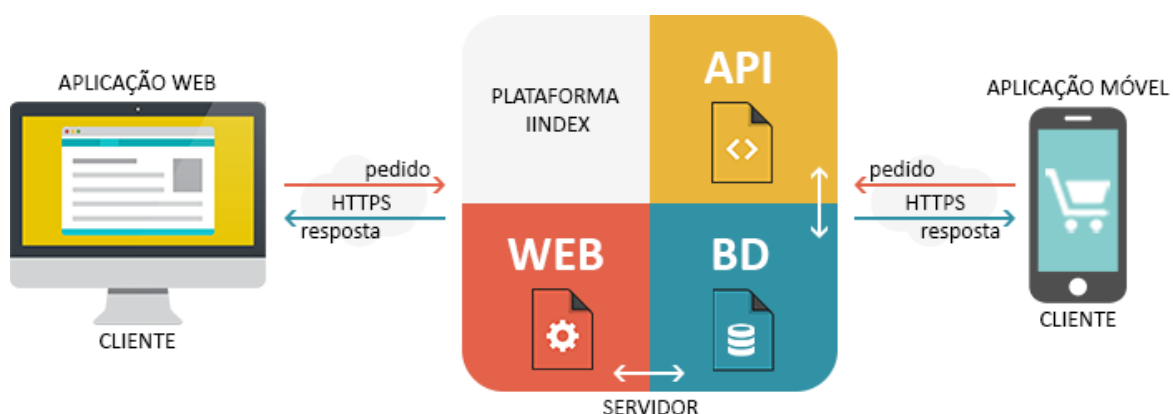 APLICAÇÃO WEB
pedido
HTTPS
resposta
CLIENTE
PLATAFORMA
IINDEX
API
WEB
BD
SERVIDOR
APLICAÇÃO MÓVEL
pedido
HTTPS
resposta
CLIENTE